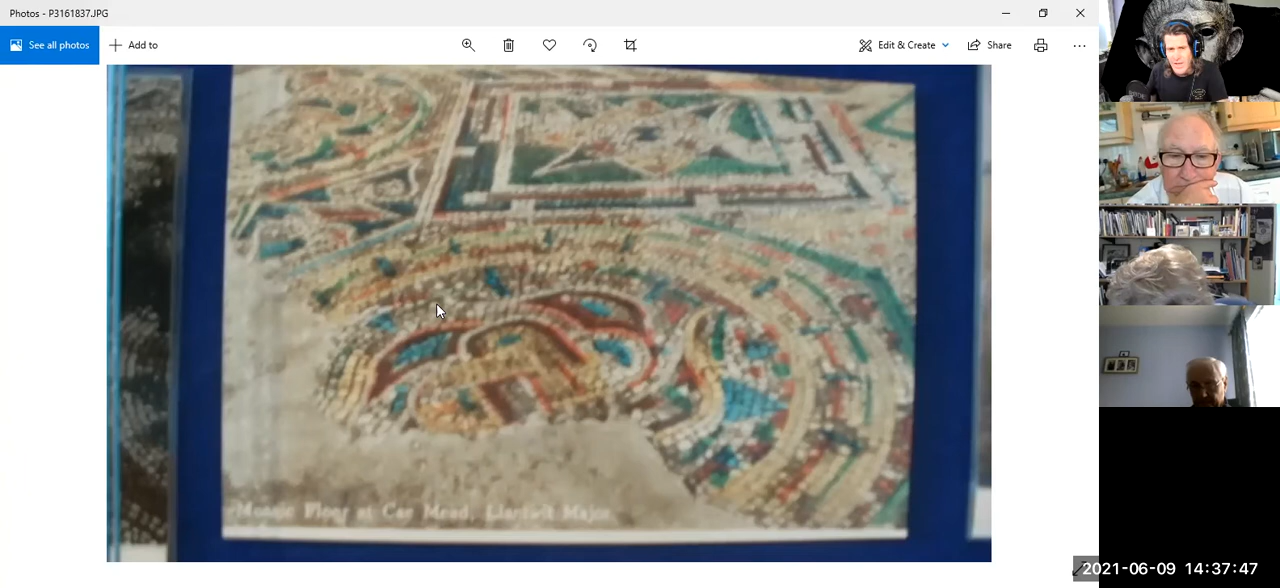 Photos - P3161837.JPG
See all photos
Add to
Edit & Create
Share
Mosaic Floor at Car Mead, Llantwit Major
2021-06-09 14:37:47